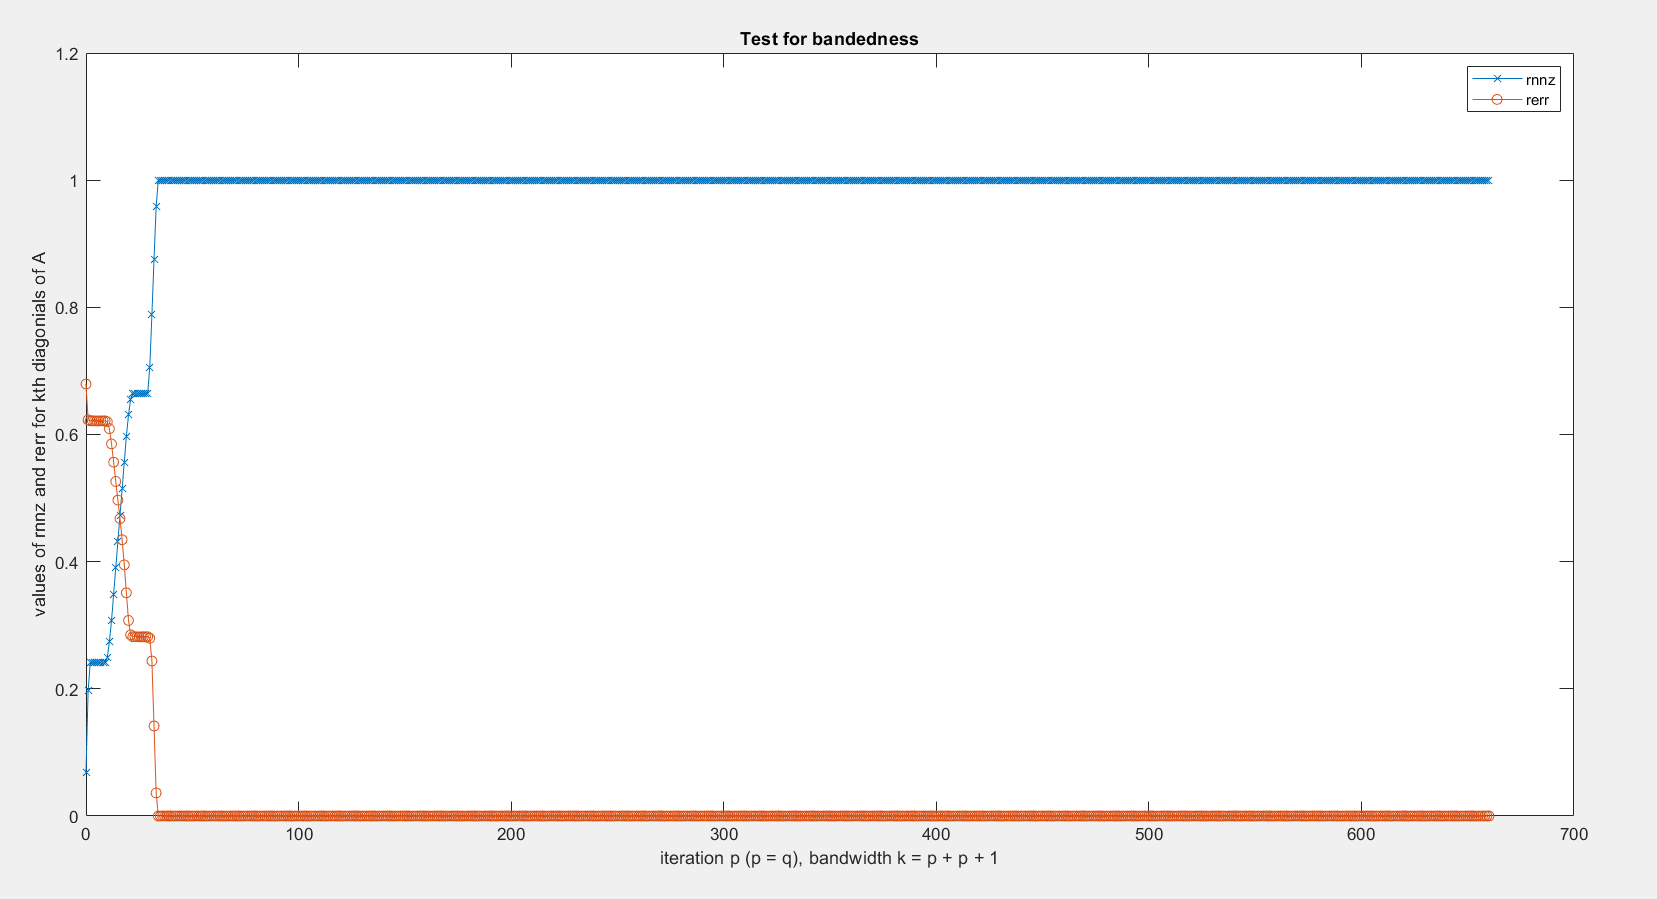 Test for bandedness
rnnz
rerr
1.2
1
0.8
0.6
0.4
0.2
0
values of rnnz and rerr for kth diagonials of A
0 100 200 300 400 500 600 700
iteration p (p = q), bandwidth k = p + p + 1